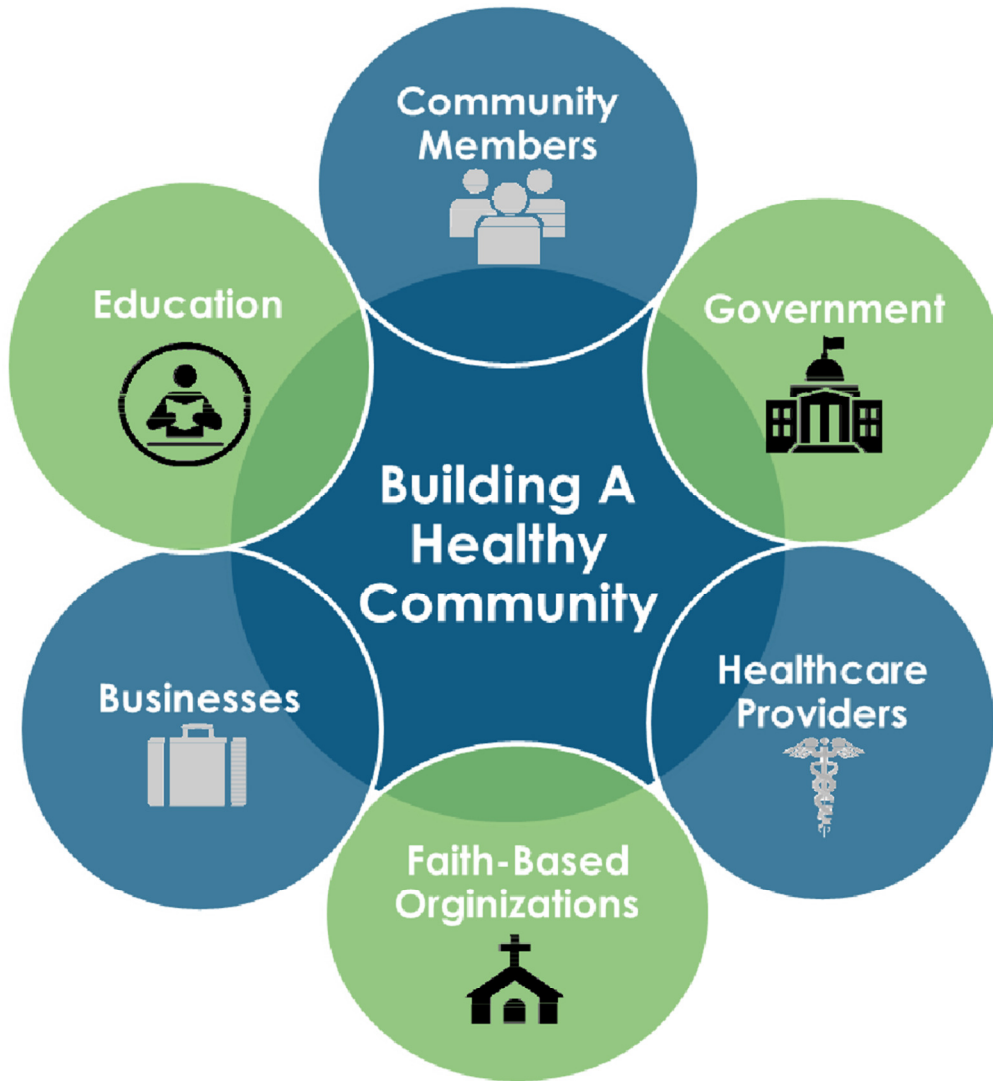 Community
Members
Education
Government
Building A
Healthy
Community
Businesses
Healthcare
Providers
Faith-Based
Orginizations